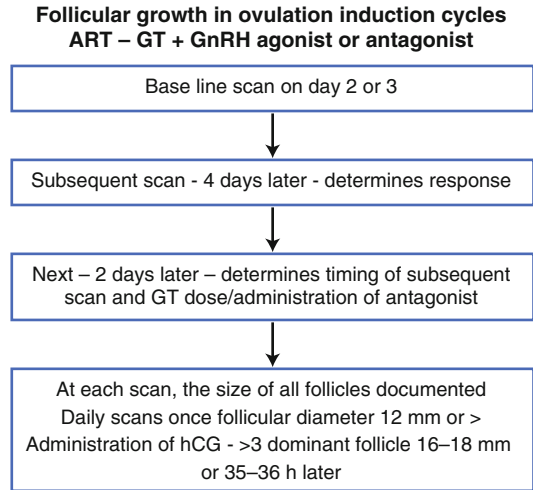 Follicular growth in ovulation induction cycles
ART – GT + GnRH agonist or antagonist
Base line scan on day 2 or 3
Subsequent scan - 4 days later - determines response
Next – 2 days later – determines timing of subsequent
scan and GT dose/administration of antagonist
At each scan, the size of all follicles documented
Daily scans once follicular diameter 12 mm or >
Administration of hCG - >3 dominant follicle 16–18 mm
or 35–36 h later